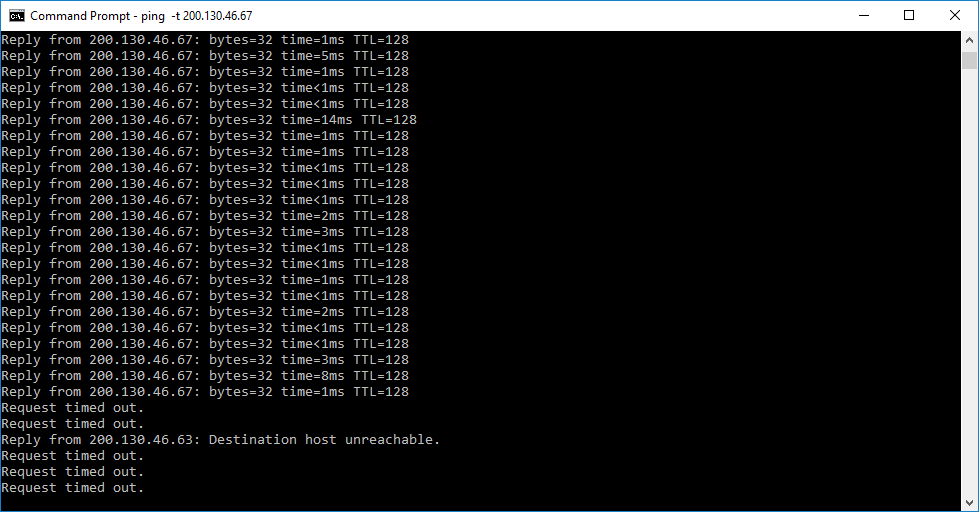 Command Prompt - ping  -t 200.130.46.67
Reply from 200.130.46.67: bytes=32 time=1ms TTL=128
Reply from 200.130.46.67: bytes=32 time=5ms TTL=128
Reply from 200.130.46.67: bytes=32 time=1ms TTL=128
Reply from 200.130.46.67: bytes=32 time<1ms TTL=128
Reply from 200.130.46.67: bytes=32 time<1ms TTL=128
Reply from 200.130.46.67: bytes=32 time=14ms TTL=128
Reply from 200.130.46.67: bytes=32 time=1ms TTL=128
Reply from 200.130.46.67: bytes=32 time=1ms TTL=128
Reply from 200.130.46.67: bytes=32 time<1ms TTL=128
Reply from 200.130.46.67: bytes=32 time<1ms TTL=128
Reply from 200.130.46.67: bytes=32 time<1ms TTL=128
Reply from 200.130.46.67: bytes=32 time=2ms TTL=128
Reply from 200.130.46.67: bytes=32 time=3ms TTL=128
Reply from 200.130.46.67: bytes=32 time<1ms TTL=128
Reply from 200.130.46.67: bytes=32 time<1ms TTL=128
Reply from 200.130.46.67: bytes=32 time=1ms TTL=128
Reply from 200.130.46.67: bytes=32 time<1ms TTL=128
Reply from 200.130.46.67: bytes=32 time=2ms TTL=128
Reply from 200.130.46.67: bytes=32 time<1ms TTL=128
Reply from 200.130.46.67: bytes=32 time<1ms TTL=128
Reply from 200.130.46.67: bytes=32 time=3ms TTL=128
Reply from 200.130.46.67: bytes=32 time=8ms TTL=128
Reply from 200.130.46.67: bytes=32 time=1ms TTL=128
Request timed out.
Request timed out.
Reply from 200.130.46.63: Destination host unreachable.
Request timed out.
Request timed out.
Request timed out.